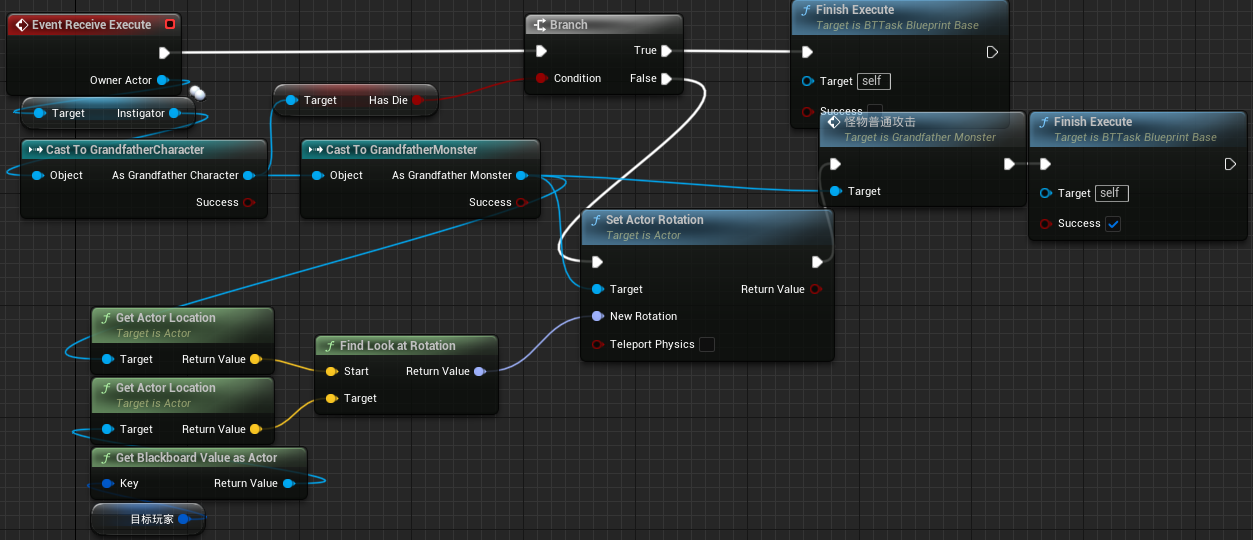 Event Receive Execute
Owner Actor
Target Instigator
Cast To GrandfatherCharacter
Object As Grandfather Character
Success
Target Has Die
Cast To GrandfatherMonster
Object As Grandfather Monster
Success
Branch
True
Condition False
Finish Execute
Target is BTTask Blueprint Base
Target self
Success
怪物普通攻击
Target is Grandfather Monster
Target
Finish Execute
Target is BTTask Blueprint Base
Target self
Success
Set Actor Rotation
Target is Actor
Target Return Value
New Rotation
Teleport Physics
Get Actor Location
Target is Actor
Target Return Value
Get Actor Location
Target is Actor
Target Return Value
Find Look at Rotation
Start Return Value
Target
Get Blackboard Value as Actor
Key Return Value
目标玩家